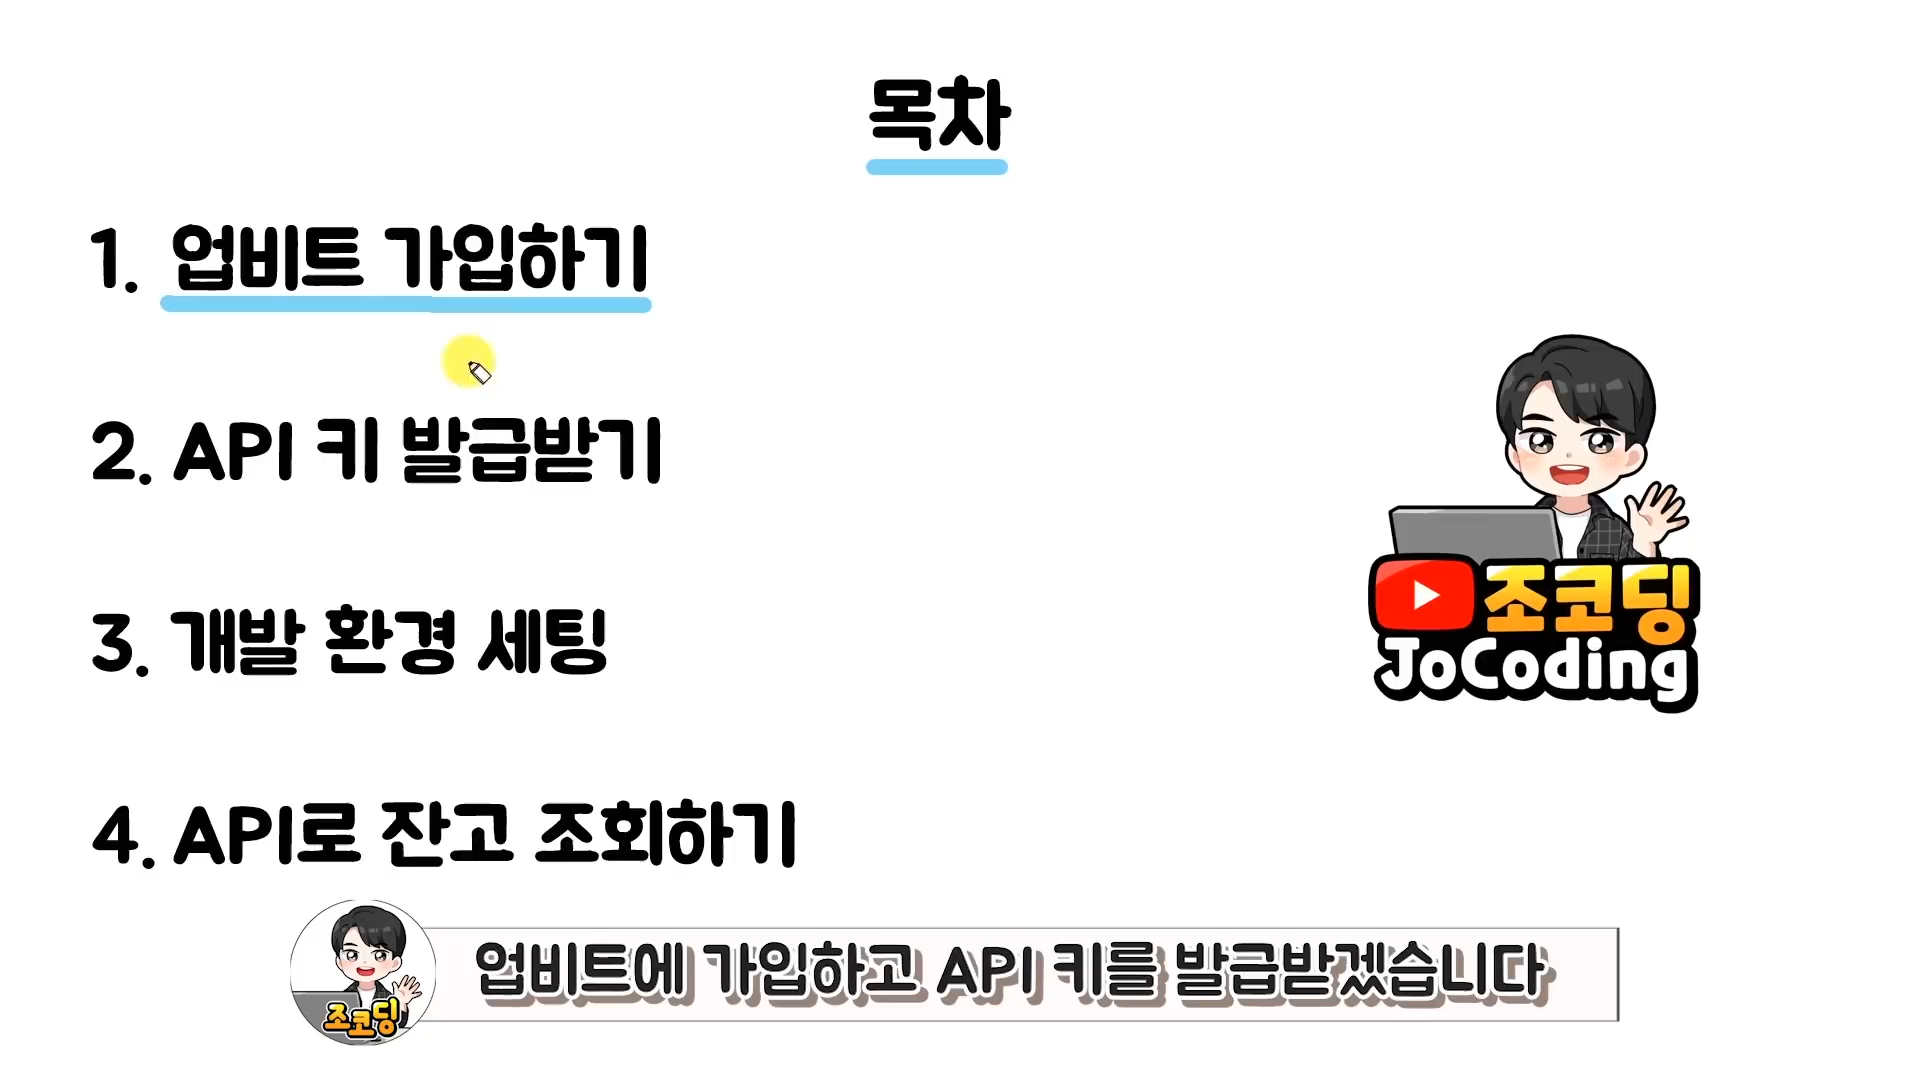 목차
1. 업비트 가입하기
2. API 키 발급받기
3. 개발 환경 세팅
4. API로 잔고 조회하기
조코딩
JoCoding
조코딩
업비트에 가입하고 API 키를 발급받겠습니다